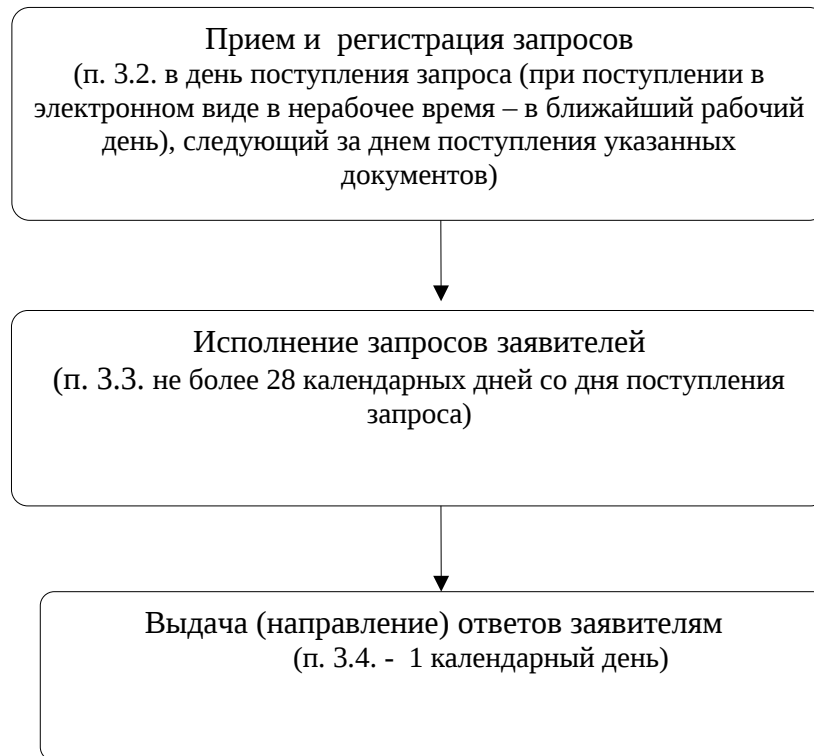 Прием и регистрация запросов
(п. 3.2. в день поступления запроса (при поступлении в
электронном виде в нерабочее время – в ближайший рабочий
день), следующий за днем поступления указанных
документов)
Исполнение запросов заявителей
(п. 3.3. не более 28 календарных дней со дня поступления
запроса)
Выдача (направление) ответов заявителям
(п. 3.4. - 1 календарный день)